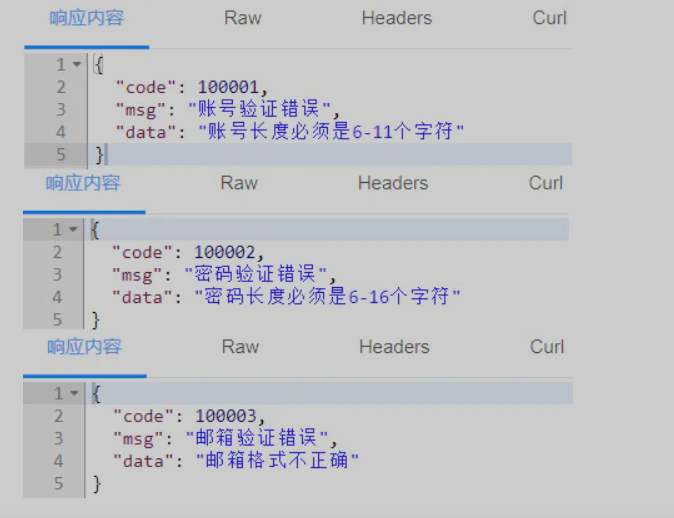 响应内容 Raw Headers Curl
1 {
2 "code": 100001,
3 "msg": "账号验证错误",
4 "data": "账号长度必须是6-11个字符"
5 }
响应内容 Raw Headers Curl
1 {
2 "code": 100002,
3 "msg": "密码验证错误",
4 "data": "密码长度必须是6-16个字符"
5 }
响应内容 Raw Headers Curl
1 {
2 "code": 100003,
3 "msg": "邮箱验证错误",
4 "data": "邮箱格式不正确"
5 }